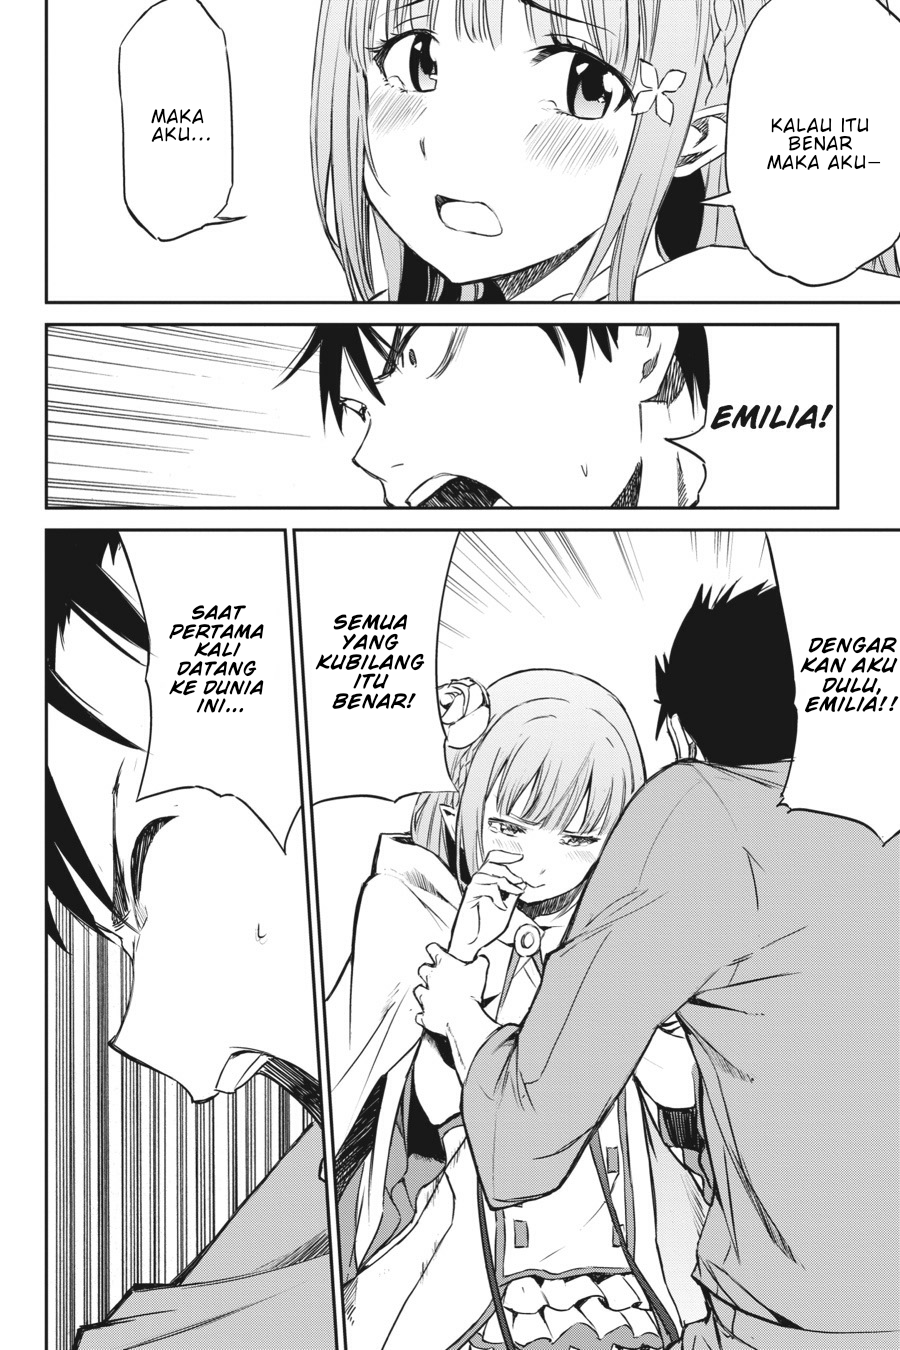 KALAU ITU
BENAR
MAKA AKU-
MAKA
AKU...
EMILIA!
DENGAR
KAN AKU
DULU,
EMILIA!!
SEMUA
YANG
KUBILANG
ITU
BENAR!
SAAT
PERTAMA
KALI
DATANG
KE DUNIA
INI...